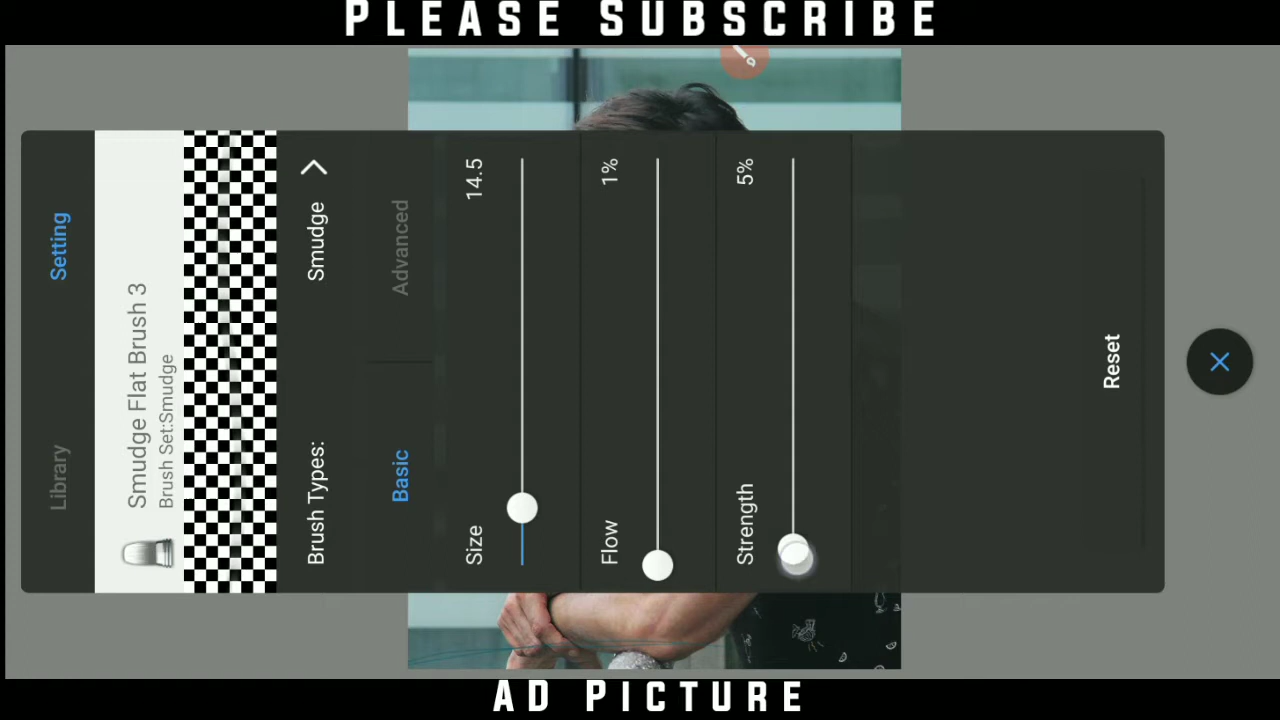 PLEASE SUBSCRIBE
Library
Setting
Smudge Flat Brush 3
Brush Set:Smudge
Brush Types:
Smudge
Basic
Advanced
Size
14.5
Flow
1%
Strength
5%
Reset
AD PICTURE